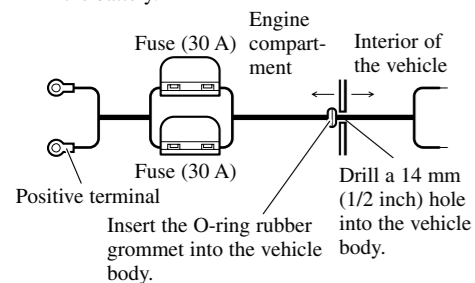 Engine
compart-
ment
Fuse (30 A)
Interior of
the vehicle
Fuse (30 A)
Positive terminal
Insert the O-ring rubber
grommet into the vehicle
body.
Drill a 14 mm
(1/2 inch) hole
into the vehicle
body.